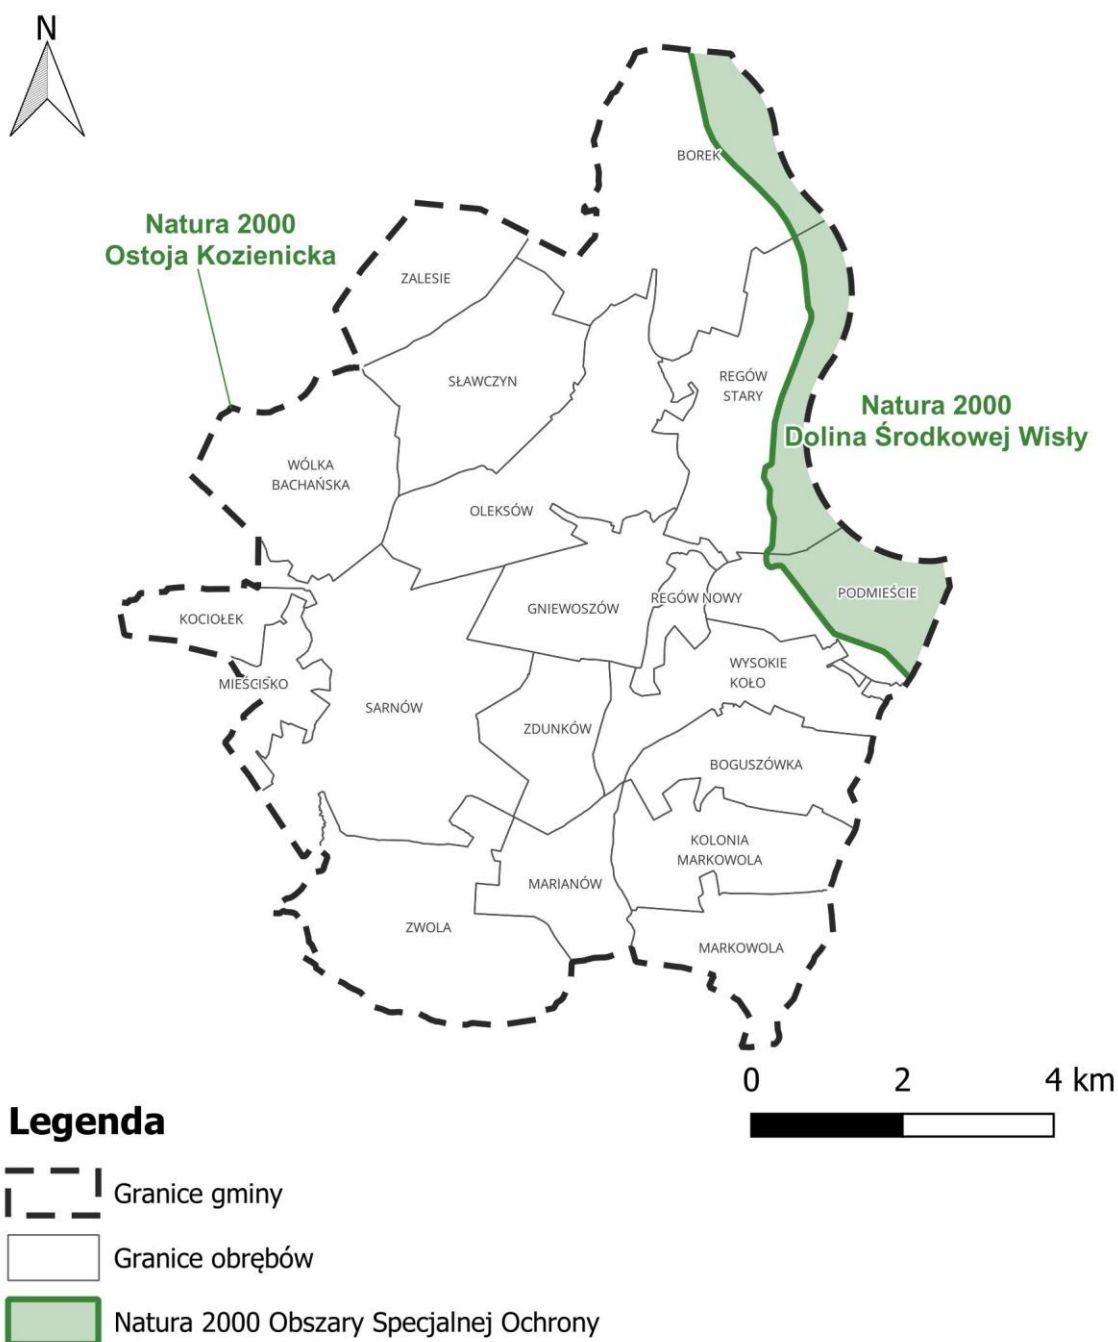 N
BOREK
Natura 2000
Ostoja Kozienicka
ZALESIE
SŁAWCZYN
REGÓW
STARY
Natura 2000
Dolina Środkowej Wisły
WÓLKA
BACHAŃSKA
OLEKSÓW
KOCIOŁEK
GNIEWOSZÓW
REGÓW NOWY
PODMIEŚCIE
MIEŚCISKO
WYSOKIE
KOŁO
SARNÓW
ZDUNKÓW
BOGUSZÓWKA
KOLONIA
MARKOWOLA
MARIANÓW
ZWOLA
MARKOWOLA
0 2 4 km
Legenda
Granice gminy
Granice obrębów
Natura 2000 Obszary Specjalnej Ochrony